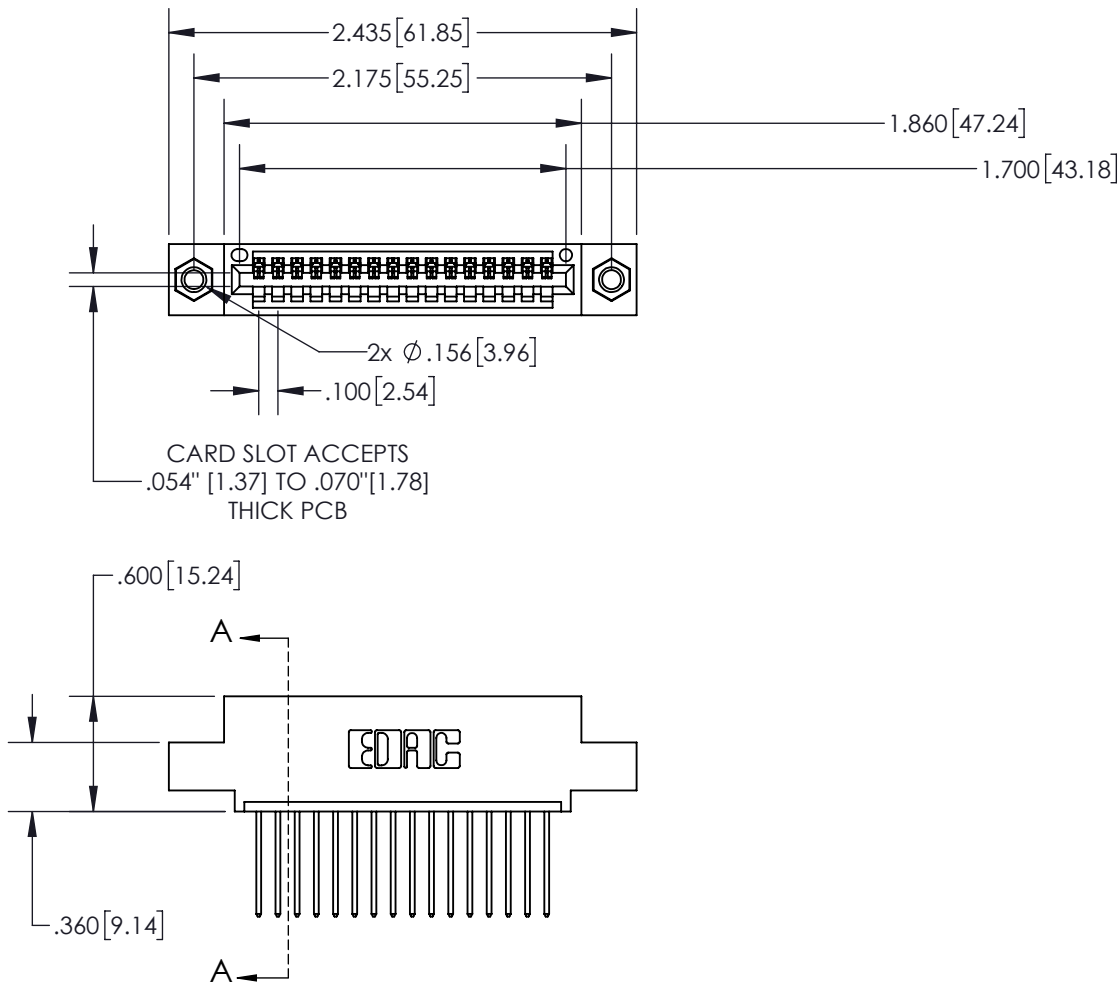 2.435[61.85]
2.175[55.25]
1.860[47.24]
1.700[43.18]
2x ∅.156[3.96]
.100[2.54]
CARD SLOT ACCEPTS
.054" [1.37] TO .070"[1.78]
THICK PCB
.600[15.24]
A
EDAC
.360[9.14]
A